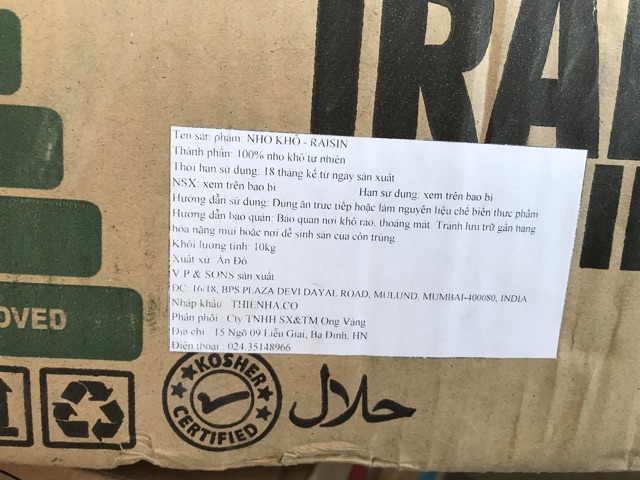 IRA
Tên sản phẩm: NHO KHÔ - RAISIN
Thành phần: 100% nho khô tự nhiên
Thời hạn sử dụng: 18 tháng kể từ ngày sản xuất
NSX: xem trên bao bì Hạn sử dụng: xem trên bao bì
Hướng dẫn sử dụng: Dùng ăn trực tiếp hoặc làm nguyên liệu chế biến thực phẩm
Hướng dẫn bảo quản: Bảo quản nơi khô ráo, thoáng mát. Tránh lưu trữ gần hàng
hóa nặng mùi hoặc nơi dễ sinh sản của côn trùng
Khối lượng tịnh: 10kg
Xuất xứ: Ấn Độ
V P & SONS sản xuất
ĐC: 16/18, BPS PLAZA DEVI DAYAL ROAD, MULUND, MUMBAI-400080, INDIA
Nhập khẩu: THIENHA CO
Phân phối: Cty TNHH SX&TM Ong Vàng
Địa chỉ: 15 Ngõ 09 Liễu Giai, Ba Đình, HN
Điện thoại: 024.35148966
OVED
KOSHER
CERTIFIED
حلال